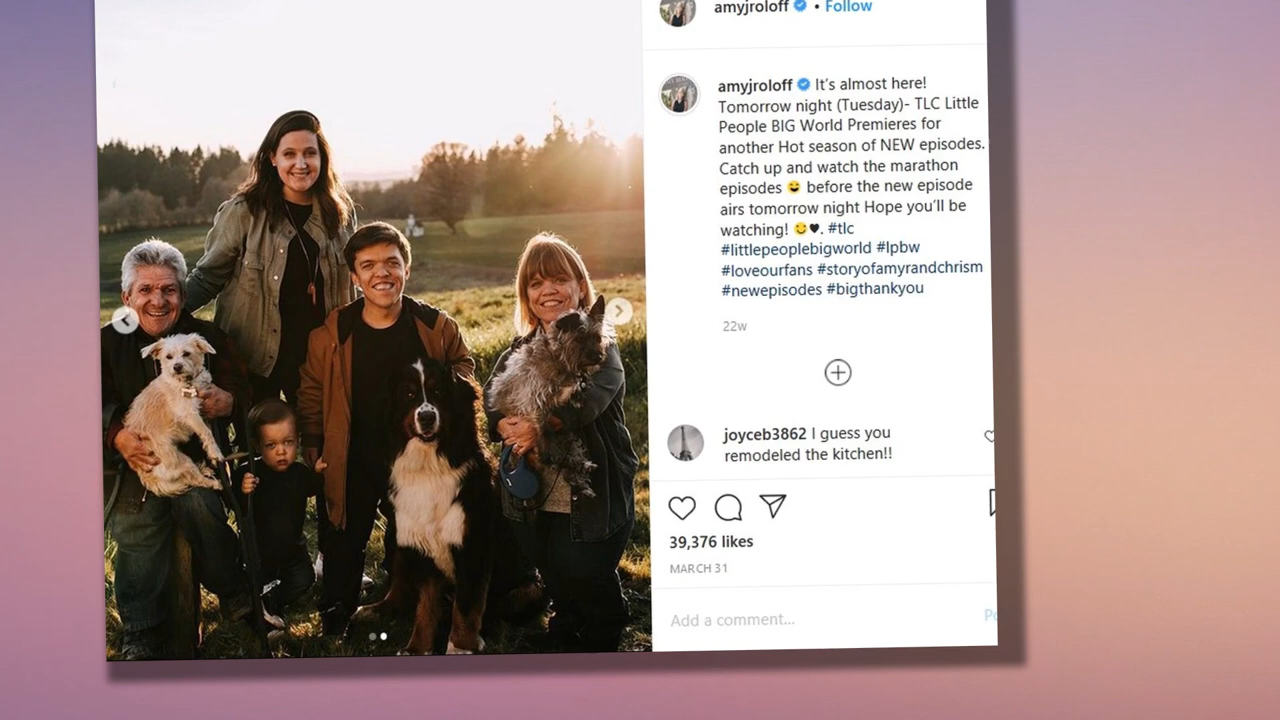 amyjroloff • Follow
amyjroloff It's almost here!
Tomorrow night (Tuesday)- TLC Little
People BIG World Premieres for
another Hot season of NEW episodes.
Catch up and watch the marathon
episodes 😄 before the new episode
airs tomorrow night Hope you'll be
watching! 😊🖤. #tlc
#littlepeoplebigworld #lpbw
#loveourfans #storyofamyrandchrism
#newepisodes #bigthankyou
22w
joyceb3862 I guess you
remodeled the kitchen!!
39,376 likes
MARCH 31
Add a comment...